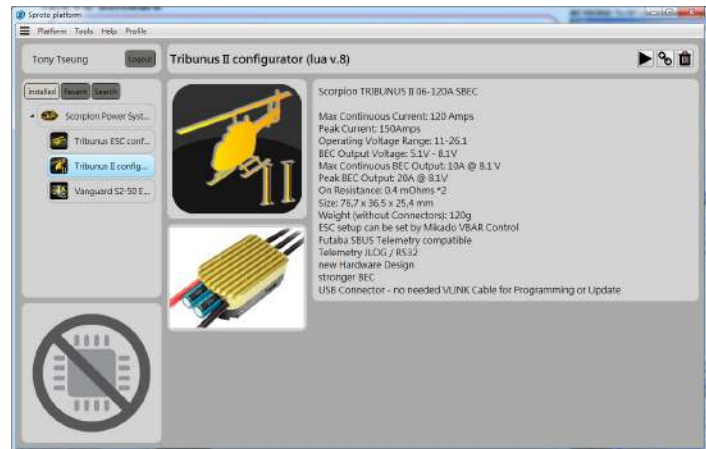 Sproto platform
Platform Tools Help Profile
Tony Tseung
Logout
Tribunus II configurator (lua v.8)
Installed Search
Scorpion Power Syst...
Tribunus ESC conf...
Tribunus II config...
Vanguard S2-50 E...
II
Scorpion TRIBUNUS II 06-120A SBEC
Max Continuous Current: 120 Amps
Peak Current: 150Amps
Operating Voltage Range: 11-26.1
BEC Output Voltage: 5.1V - 8.1V
Max Continuous BEC Output: 10A @ 8.1 V
Peak BEC Output: 20A @ 8.1V
On Resistance: 0.4 mOhms *2
Size: 76,7 x 36,5 x 25,4 mm
Weight (without Connectors): 120g
ESC setup can be set by Mikado VBAR Control
Futaba SBUS Telemetry compatible
Telemetry JLOG / RS32
new Hardware Design
stronger BEC
USB Connector - no needed VLINK Cable for Programming or Update